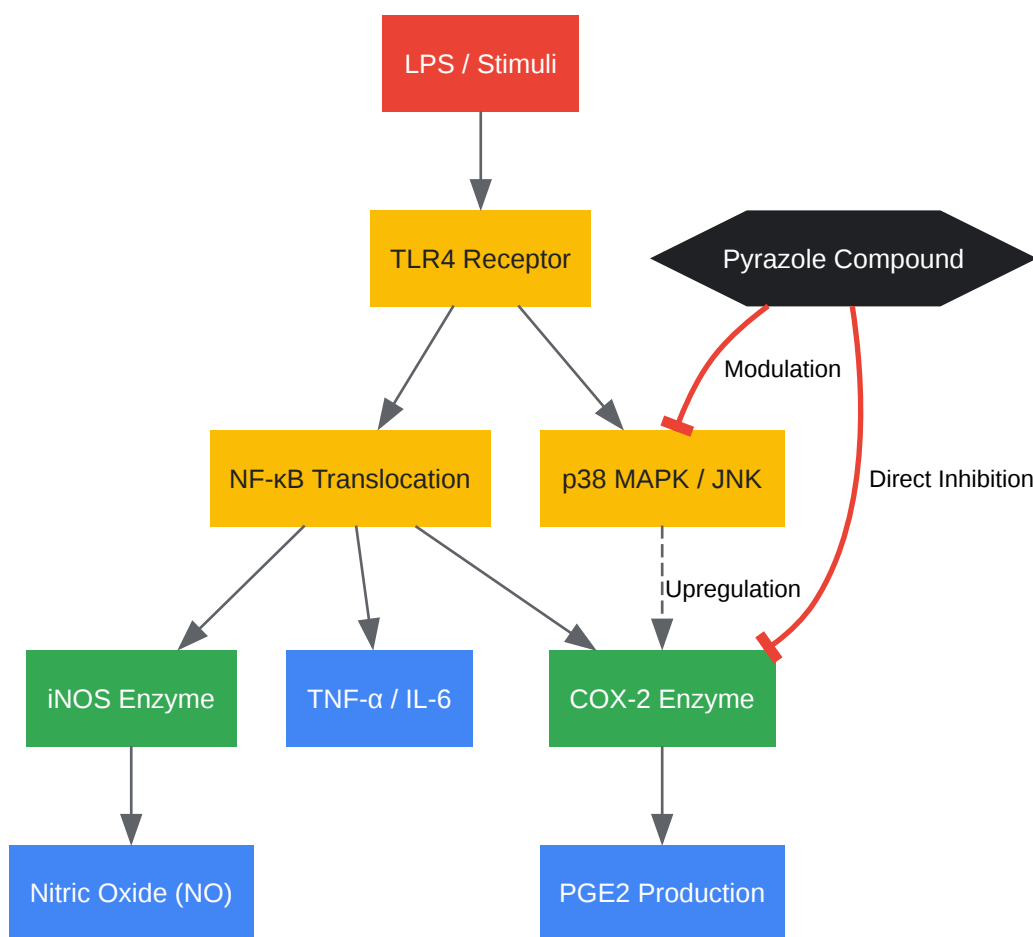 LPS / Stimuli
TLR4 Receptor
Pyrazole Compound
Modulation
NF-κB Translocation
p38 MAPK / JNK
Direct Inhibition
Upregulation
iNOS Enzyme
TNF-α / IL-6
COX-2 Enzyme
Nitric Oxide (NO)
PGE2 Production